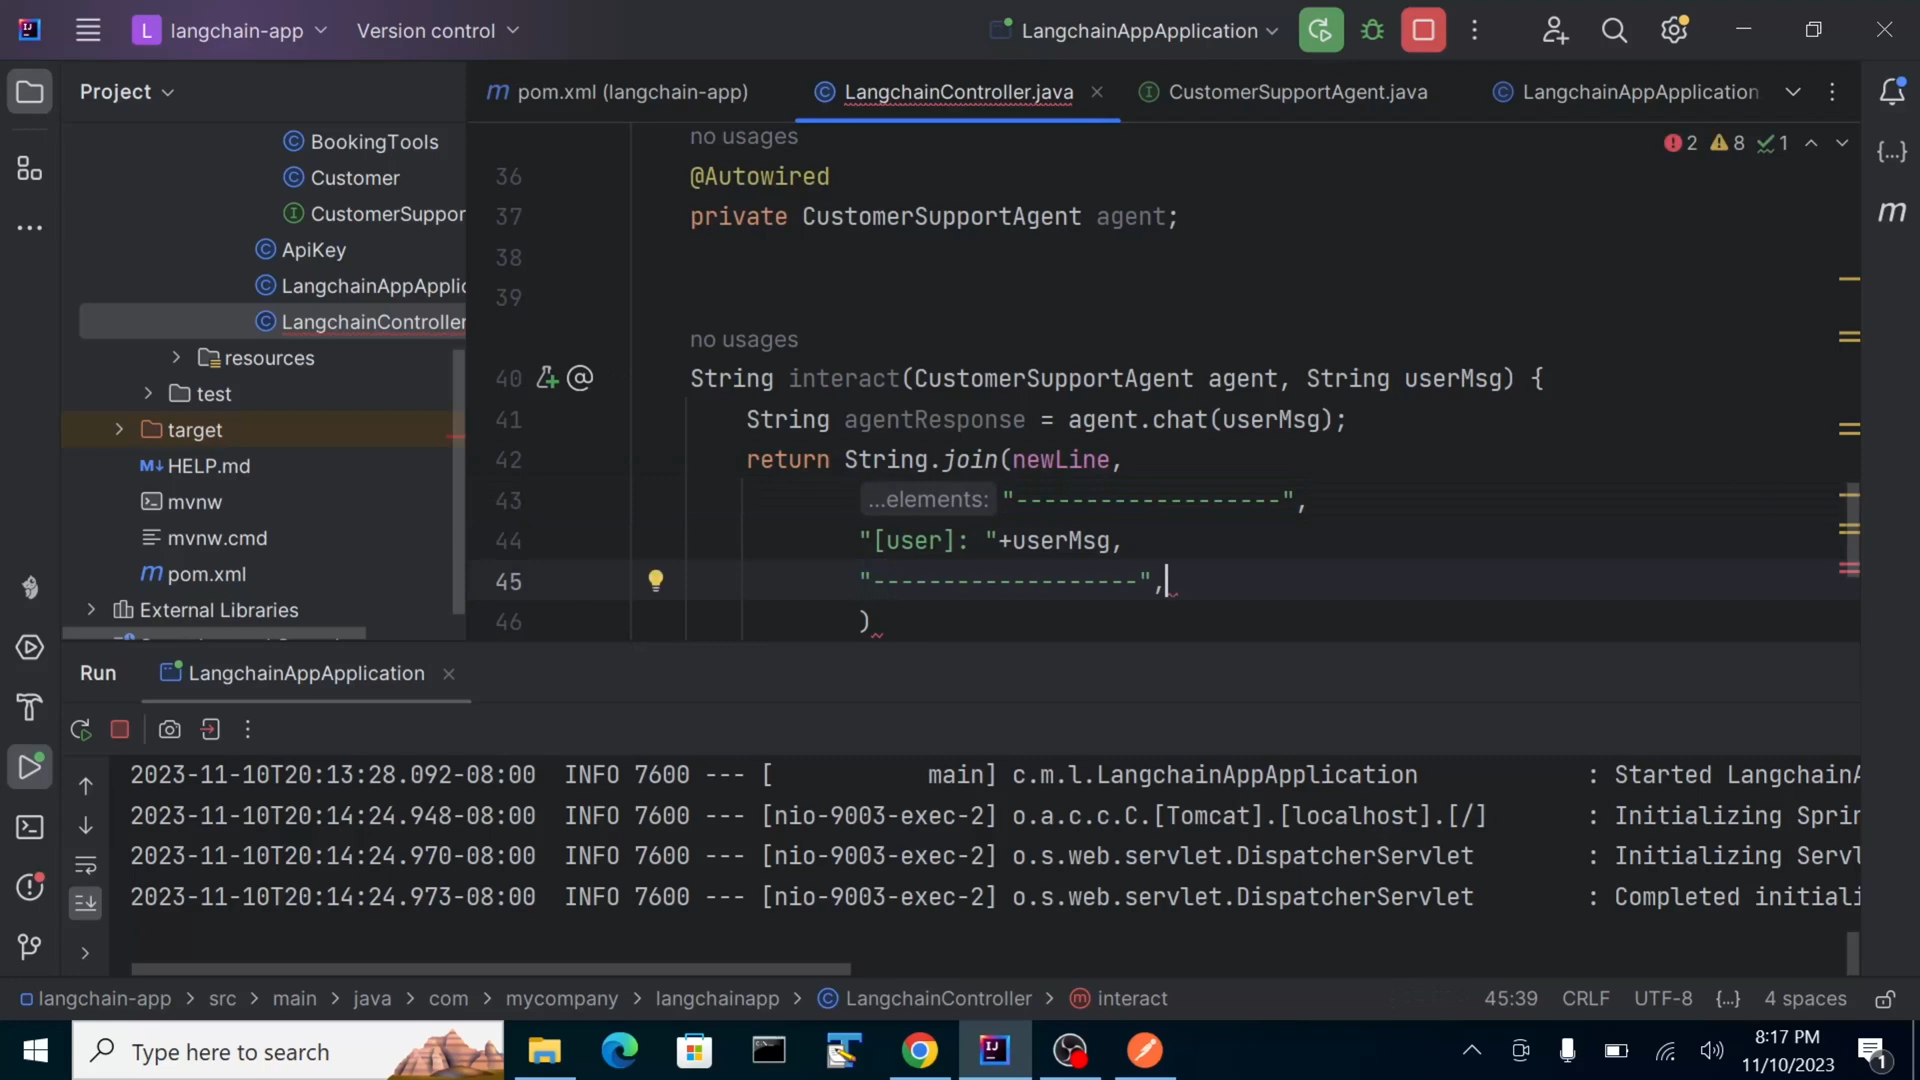 L langchain-app
Version control
LangchainAppApplication
Project
m pom.xml (langchain-app)
LangchainController.java
CustomerSupportAgent.java
LangchainAppApplication
BookingTools
Customer
CustomerSuppor
ApiKey
LangchainAppApplic
LangchainController
resources
test
target
M↓ HELP.md
mvnw
mvnw.cmd
m pom.xml
External Libraries
2 8 1
no usages
36 @Autowired
37 private CustomerSupportAgent agent;
38
39
no usages
40 String interact(CustomerSupportAgent agent, String userMsg) {
41 String agentResponse = agent.chat(userMsg);
42 return String.join(newLine,
43 ...elements: "-------------------",
44 "[user]: "+userMsg,
45 "-------------------",
46 )
Run LangchainAppApplication
2023-11-10T20:13:28.092-08:00 INFO 7600 --- [ main] c.m.l.LangchainAppApplication : Started LangchainA
2023-11-10T20:14:24.948-08:00 INFO 7600 --- [nio-9003-exec-2] o.a.c.c.C.[Tomcat].[localhost].[/] : Initializing Sprin
2023-11-10T20:14:24.970-08:00 INFO 7600 --- [nio-9003-exec-2] o.s.web.servlet.DispatcherServlet : Initializing Servl
2023-11-10T20:14:24.973-08:00 INFO 7600 --- [nio-9003-exec-2] o.s.web.servlet.DispatcherServlet : Completed initiali
langchain-app > src > main > java > com > mycompany > langchainapp > LangchainController > interact
45:39 CRLF UTF-8 {...} 4 spaces
Type here to search
8:17 PM
11/10/2023
1